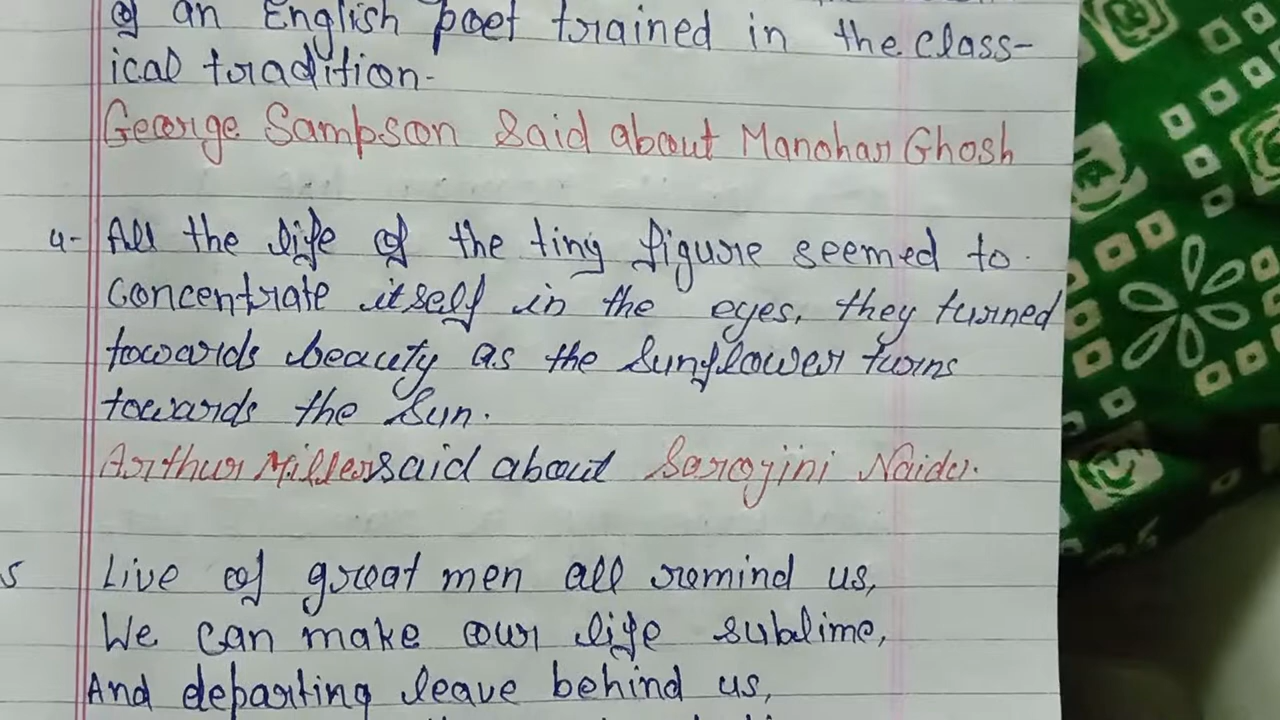 of an English poet trained in the class-
ical tradition-
George Sampson said about Manohar Ghosh
4- All the life of the tiny figure seemed to.
Concentrate itself in the eyes, they turned
towards beauty as the sunflower turns
towards the Sun.
Arthur Miller said about Sarojini Naidu.
5 Live of great men all remind us,
We can make our life sublime,
And departing leave behind us,